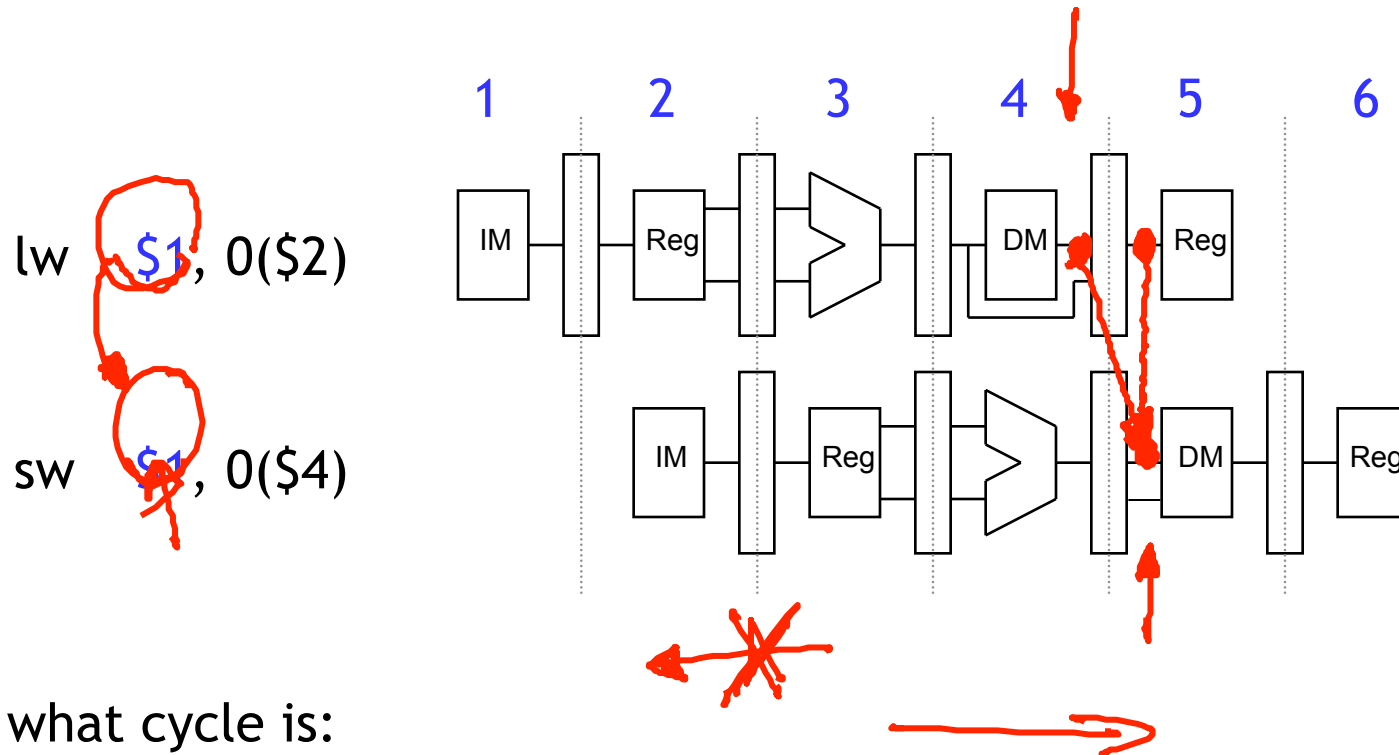 1 2 3 4 5 6
IM Reg DM Reg
lw $1, 0($2)
IM Reg DM Reg
sw $1, 0($4)
what cycle is: